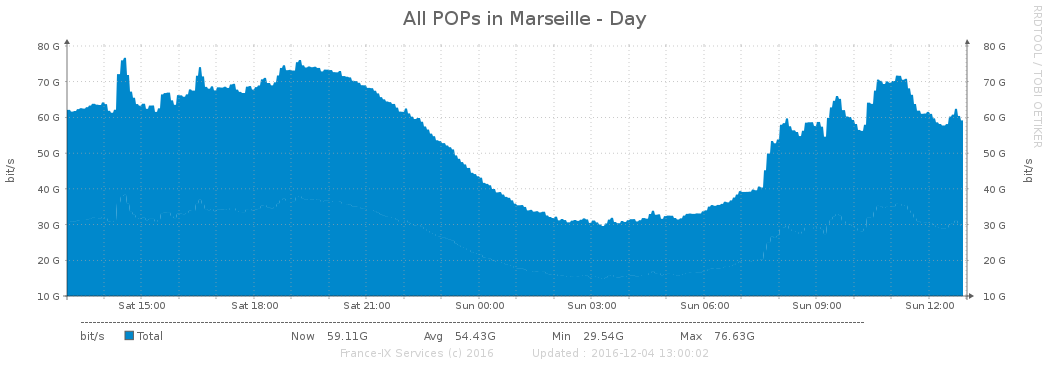 All POPs in Marseille - Day
RRDTOOL / TOBI OETIKER
80 G 80 G
70 G 70 G
60 G 60 G
50 G 50 G
40 G 40 G
30 G 30 G
20 G 20 G
10 G 10 G
bit/s bit/s
Sat 15:00 Sat 18:00 Sat 21:00 Sun 00:00 Sun 03:00 Sun 06:00 Sun 09:00 Sun 12:00
bit/s Total Now 59.11G Avg 54.43G Min 29.54G Max 76.63G
France-IX Services (c) 2016 Updated : 2016-12-04 13:00:02